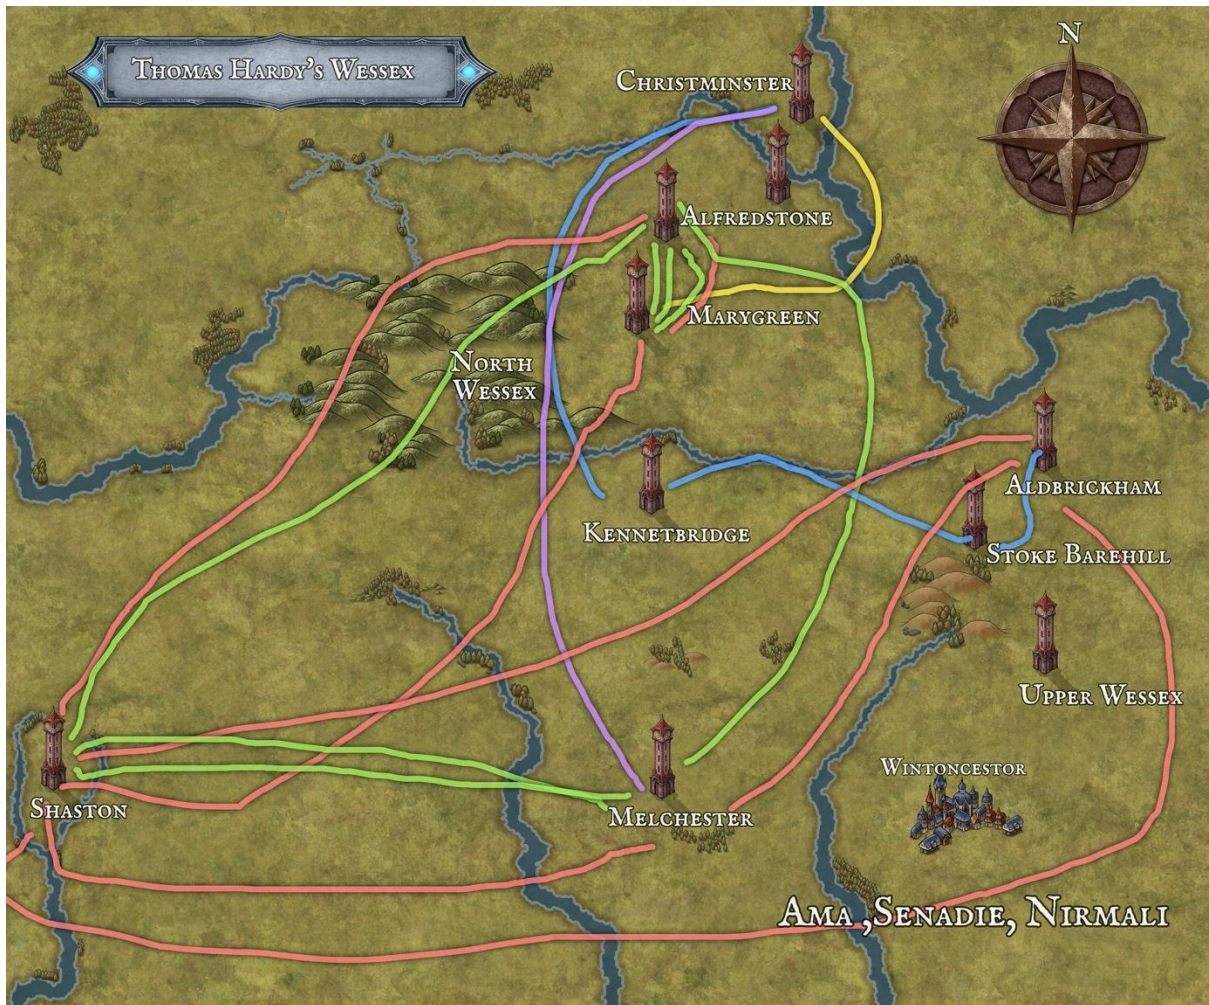 Thomas Hardy's Wessex
N
Christminster
Alfredstone
Marygreen
North
Wessex
Aldbrickham
Kennetbridge
Stoke Barehill
Upper Wessex
Wintoncestor
Shaston
Melchester
Ama ,Senadie, Nirmali